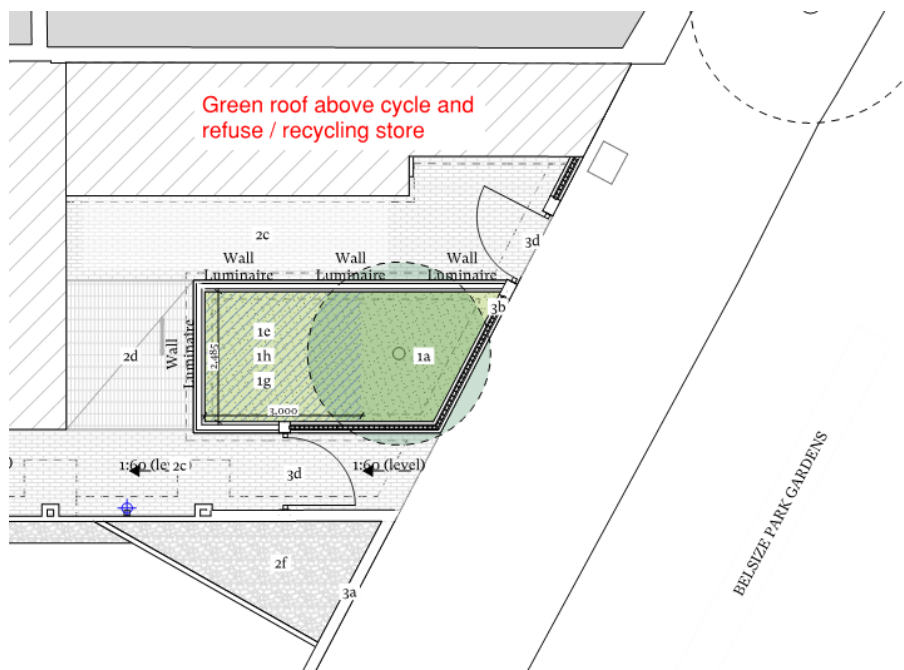 Green roof above cycle and
refuse / recycling store
2c
3d
Wall
Luminaire
Wall
Luminaire
Wall
Luminaire
3b
1e
2d
Wall
Luminaire
2,485
1h
1a
1g
3,000
)
1:60 (le
2c
1:60 (level)
3d
2f
3a
BELSIZE PARK GARDENS